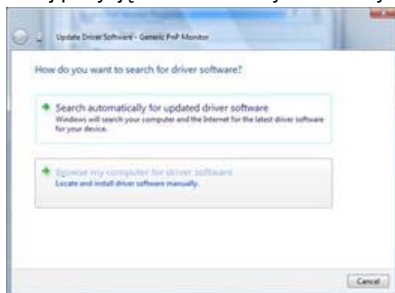 Update Driver Software - Generic PnP Monitor
How do you want to search for driver software?
Search automatically for updated driver software
Windows will search your computer and the Internet for the latest driver software
for your device.
Browse my computer for driver software
Locate and install driver software manually.
Cancel